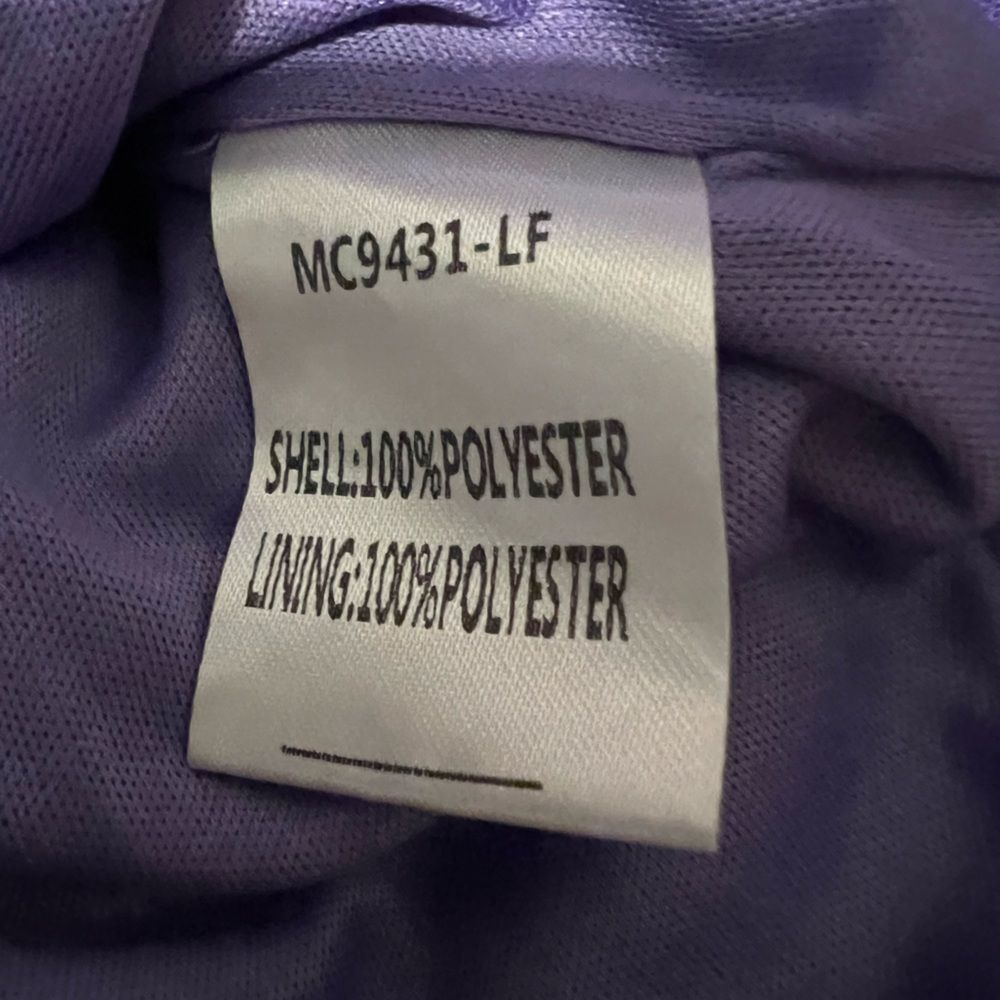 MC9431-LF
SHELL:100%POLYESTER
LINING:100%POLYESTER